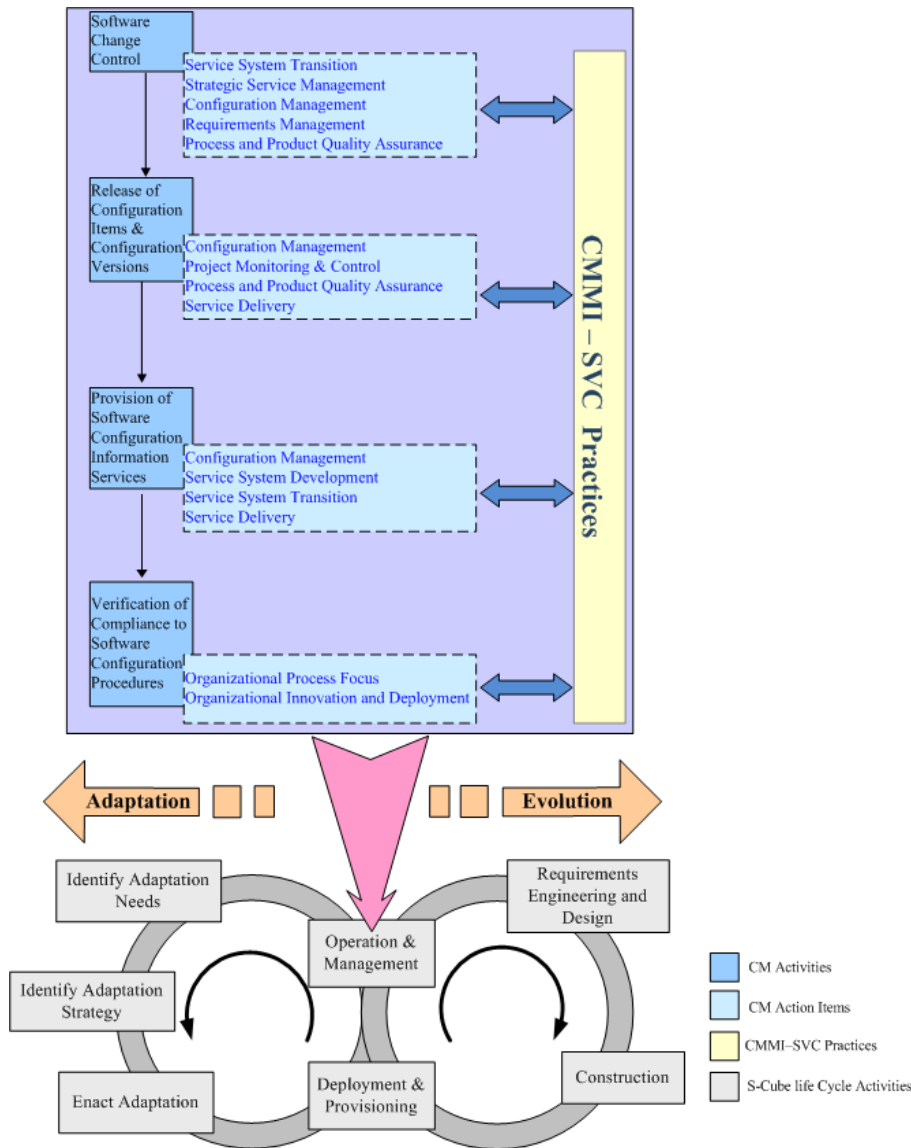 Software
Change
Control
Service System Transition
Strategic Service Management
Configuration Management
Requirements Management
Process and Product Quality Assurance
Release of
Configuration
Items &
Configuration
Versions
Configuration Management
Project Monitoring & Control
Process and Product Quality Assurance
Service Delivery
Provision of
Software
Configuration
Information
Services
Configuration Management
Service System Development
Service System Transition
Service Delivery
Verification of
Compliance to
Software
Configuration
Procedures
Organizational Process Focus
Organizational Innovation and Deployment
CMMI – SVC Practices
Adaptation
Evolution
Identify Adaptation
Needs
Requirements
Engineering and
Design
Operation &
Management
Identify Adaptation
Strategy
Enact Adaptation
Deployment &
Provisioning
Construction
CM Activities
CM Action Items
CMMI–SVC Practices
S-Cube life Cycle Activities